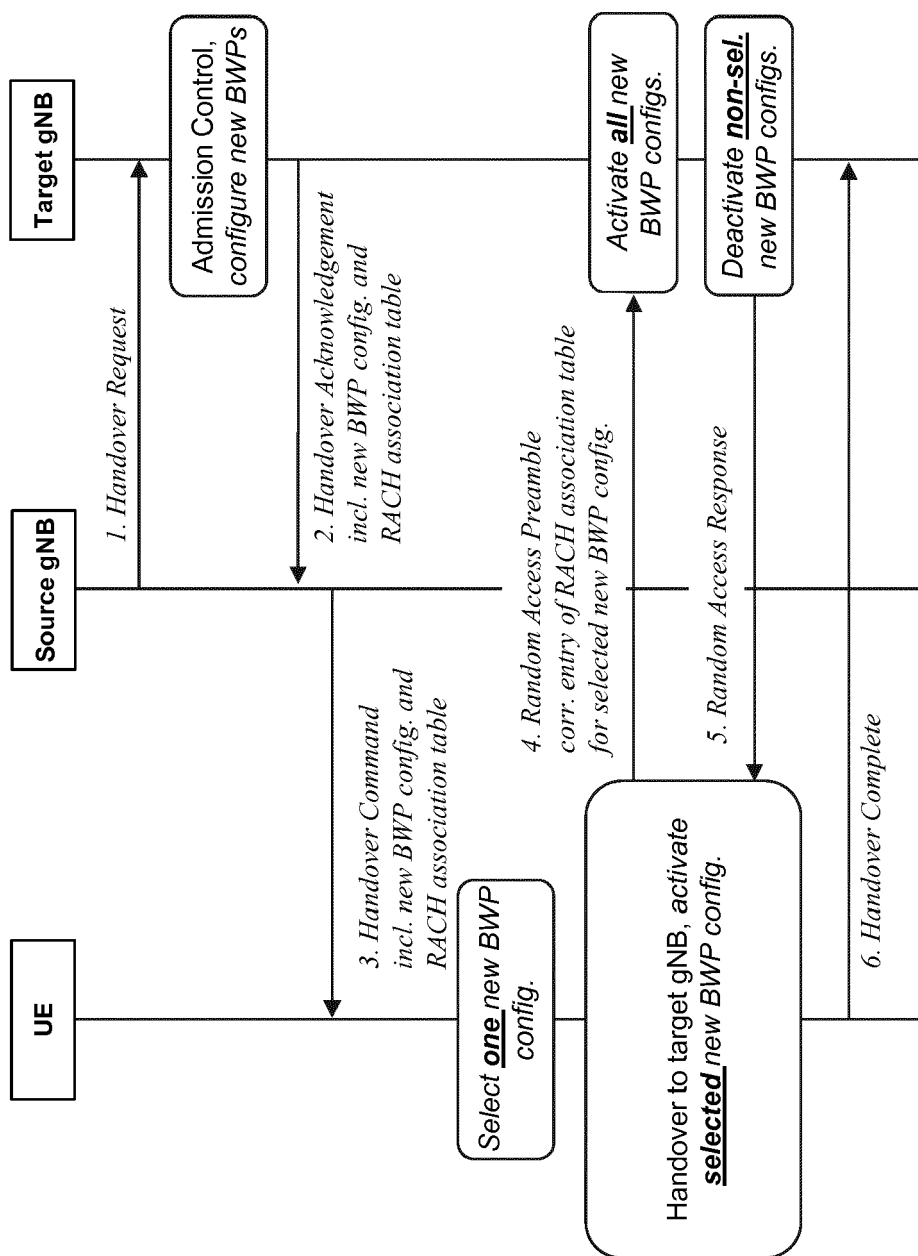 UE
Source gNB
Target gNB
1. Handover Request
Admission Control,
configure new BWPs
2. Handover Acknowledgement
incl. new BWP config. and
RACH association table
3. Handover Command
incl. new BWP config. and
RACH association table
Select one new BWP
config.
4. Random Access Preamble
corr. entry of RACH association table
for selected new BWP config.
Activate all new
BWP configs.
Handover to target gNB, activate
selected new BWP config.
5. Random Access Response
Deactivate non-sel.
new BWP configs.
6. Handover Complete